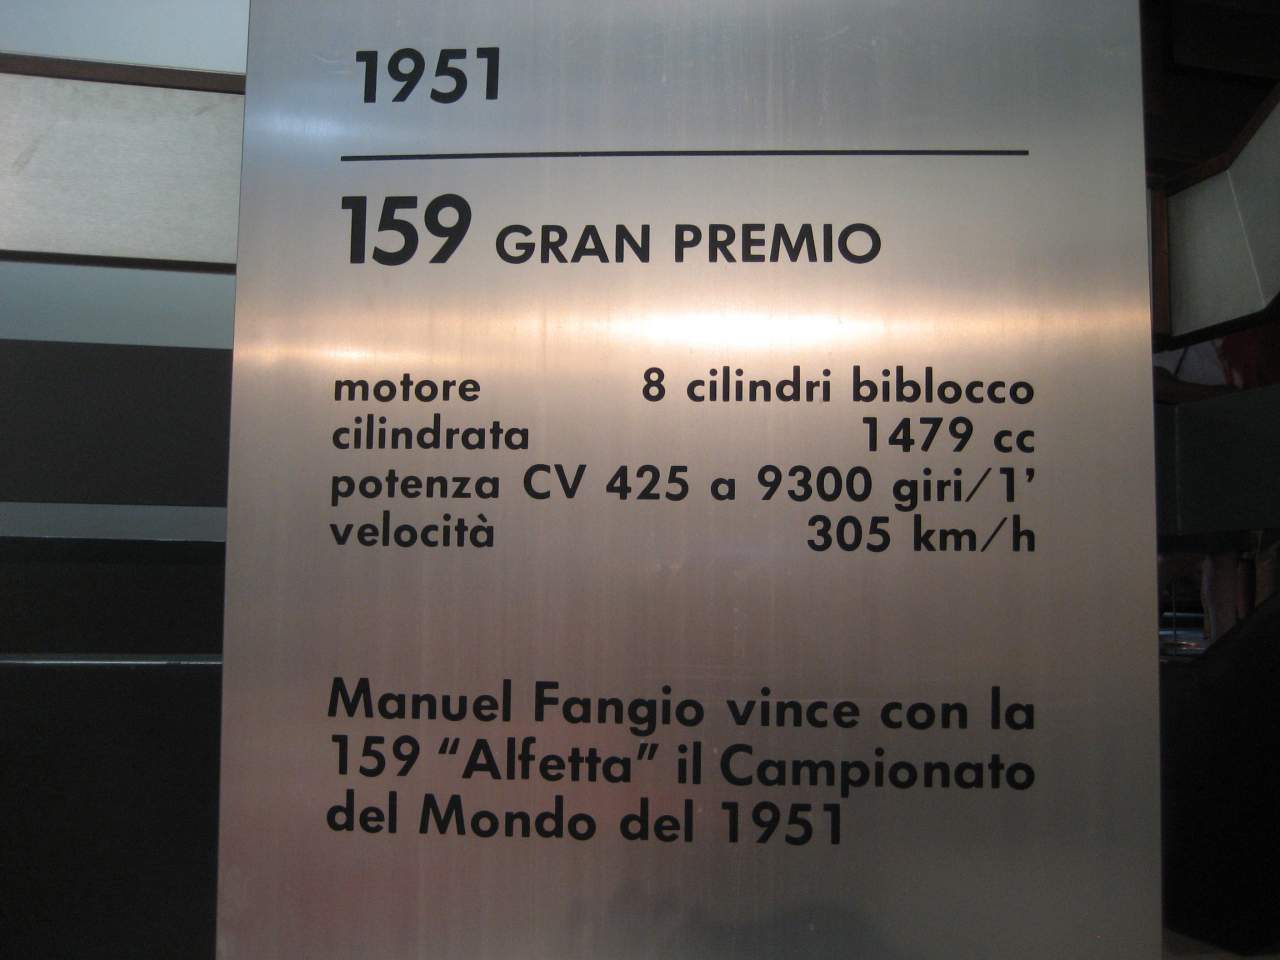 1951
159 GRAN PREMIO
motore 8 cilindri biblocco
cilindrata 1479 cc
potenza CV 425 a 9300 giri/1’
velocità 305 km/h
Manuel Fangio vince con la
159 “Alfetta” il Campionato
del Mondo del 1951